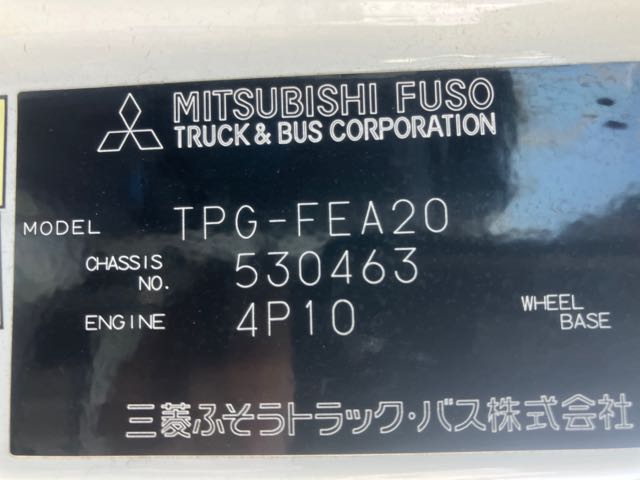 MITSUBISHI FUSO
TRUCK & BUS CORPORATION
MODEL TPG-FEA20
CHASSIS NO. 530463
ENGINE 4P10
WHEEL BASE
三菱ふそうトラック・バス株式会社